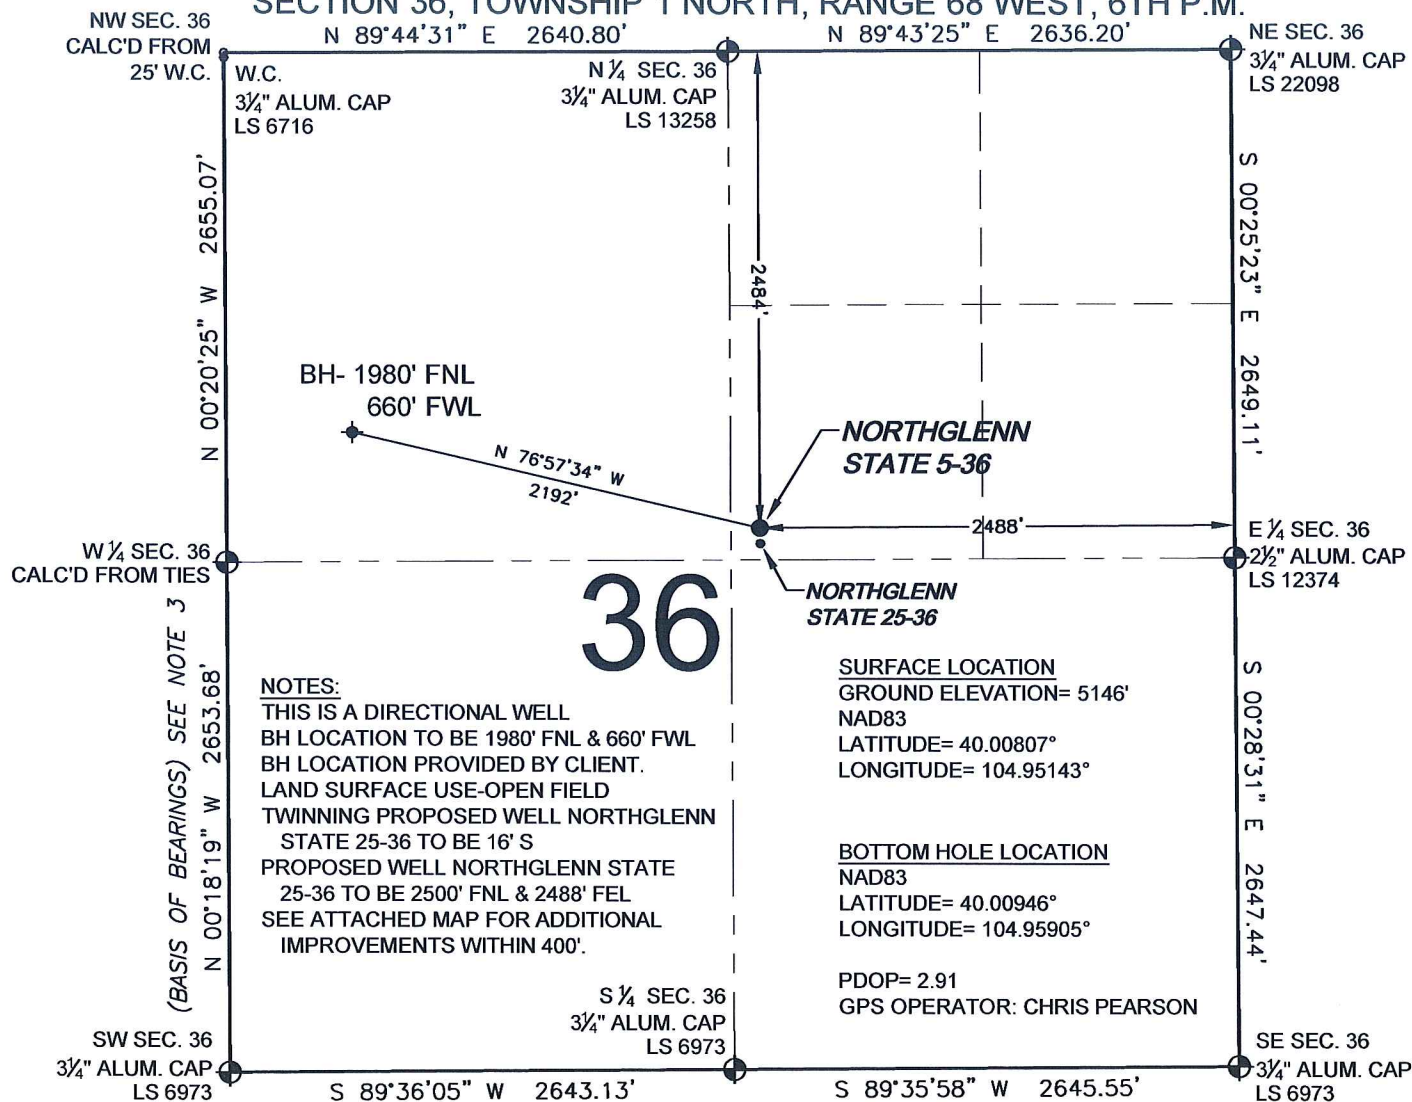 SECTION 36, TOWNSHIP 1 NORTH, RANGE 68 WEST, 6TH P.M.
NW SEC. 36
CALC'D FROM
25' W.C.
N 89°44'31" E 2640.80'
N 89°43'25" E 2636.20'
NE SEC. 36
3¼" ALUM. CAP
LS 22098
W.C.
3¼" ALUM. CAP
LS 6716
N ¼ SEC. 36
3¼" ALUM. CAP
LS 13258
N 00°20'25" W 2655.07'
2484'
S 00°25'23" E 2649.11'
BH- 1980' FNL
660' FWL
N 76°57'34" W
2192'
NORTHGLENN
STATE 5-36
2488'
W ¼ SEC. 36
CALC'D FROM TIES
E ¼ SEC. 36
2½" ALUM. CAP
LS 12374
36
NORTHGLENN
STATE 25-36
(BASIS OF BEARINGS) SEE NOTE 3
N 00°18'19" W 2653.68'
NOTES:
THIS IS A DIRECTIONAL WELL
BH LOCATION TO BE 1980' FNL & 660' FWL
BH LOCATION PROVIDED BY CLIENT.
LAND SURFACE USE-OPEN FIELD
TWINNING PROPOSED WELL NORTHGLENN
STATE 25-36 TO BE 16' S
PROPOSED WELL NORTHGLENN STATE
25-36 TO BE 2500' FNL & 2488' FEL
SEE ATTACHED MAP FOR ADDITIONAL
IMPROVEMENTS WITHIN 400'.
SURFACE LOCATION
GROUND ELEVATION= 5146'
NAD83
LATITUDE= 40.00807°
LONGITUDE= 104.95143°
BOTTOM HOLE LOCATION
NAD83
LATITUDE= 40.00946°
LONGITUDE= 104.95905°
PDOP= 2.91
GPS OPERATOR: CHRIS PEARSON
S 00°28'31" E 2647.44'
SW SEC. 36
3¼" ALUM. CAP
LS 6973
S ¼ SEC. 36
3¼" ALUM. CAP
LS 6973
SE SEC. 36
3¼" ALUM. CAP
LS 6973
S 89°36'05" W 2643.13'
S 89°35'58" W 2645.55'